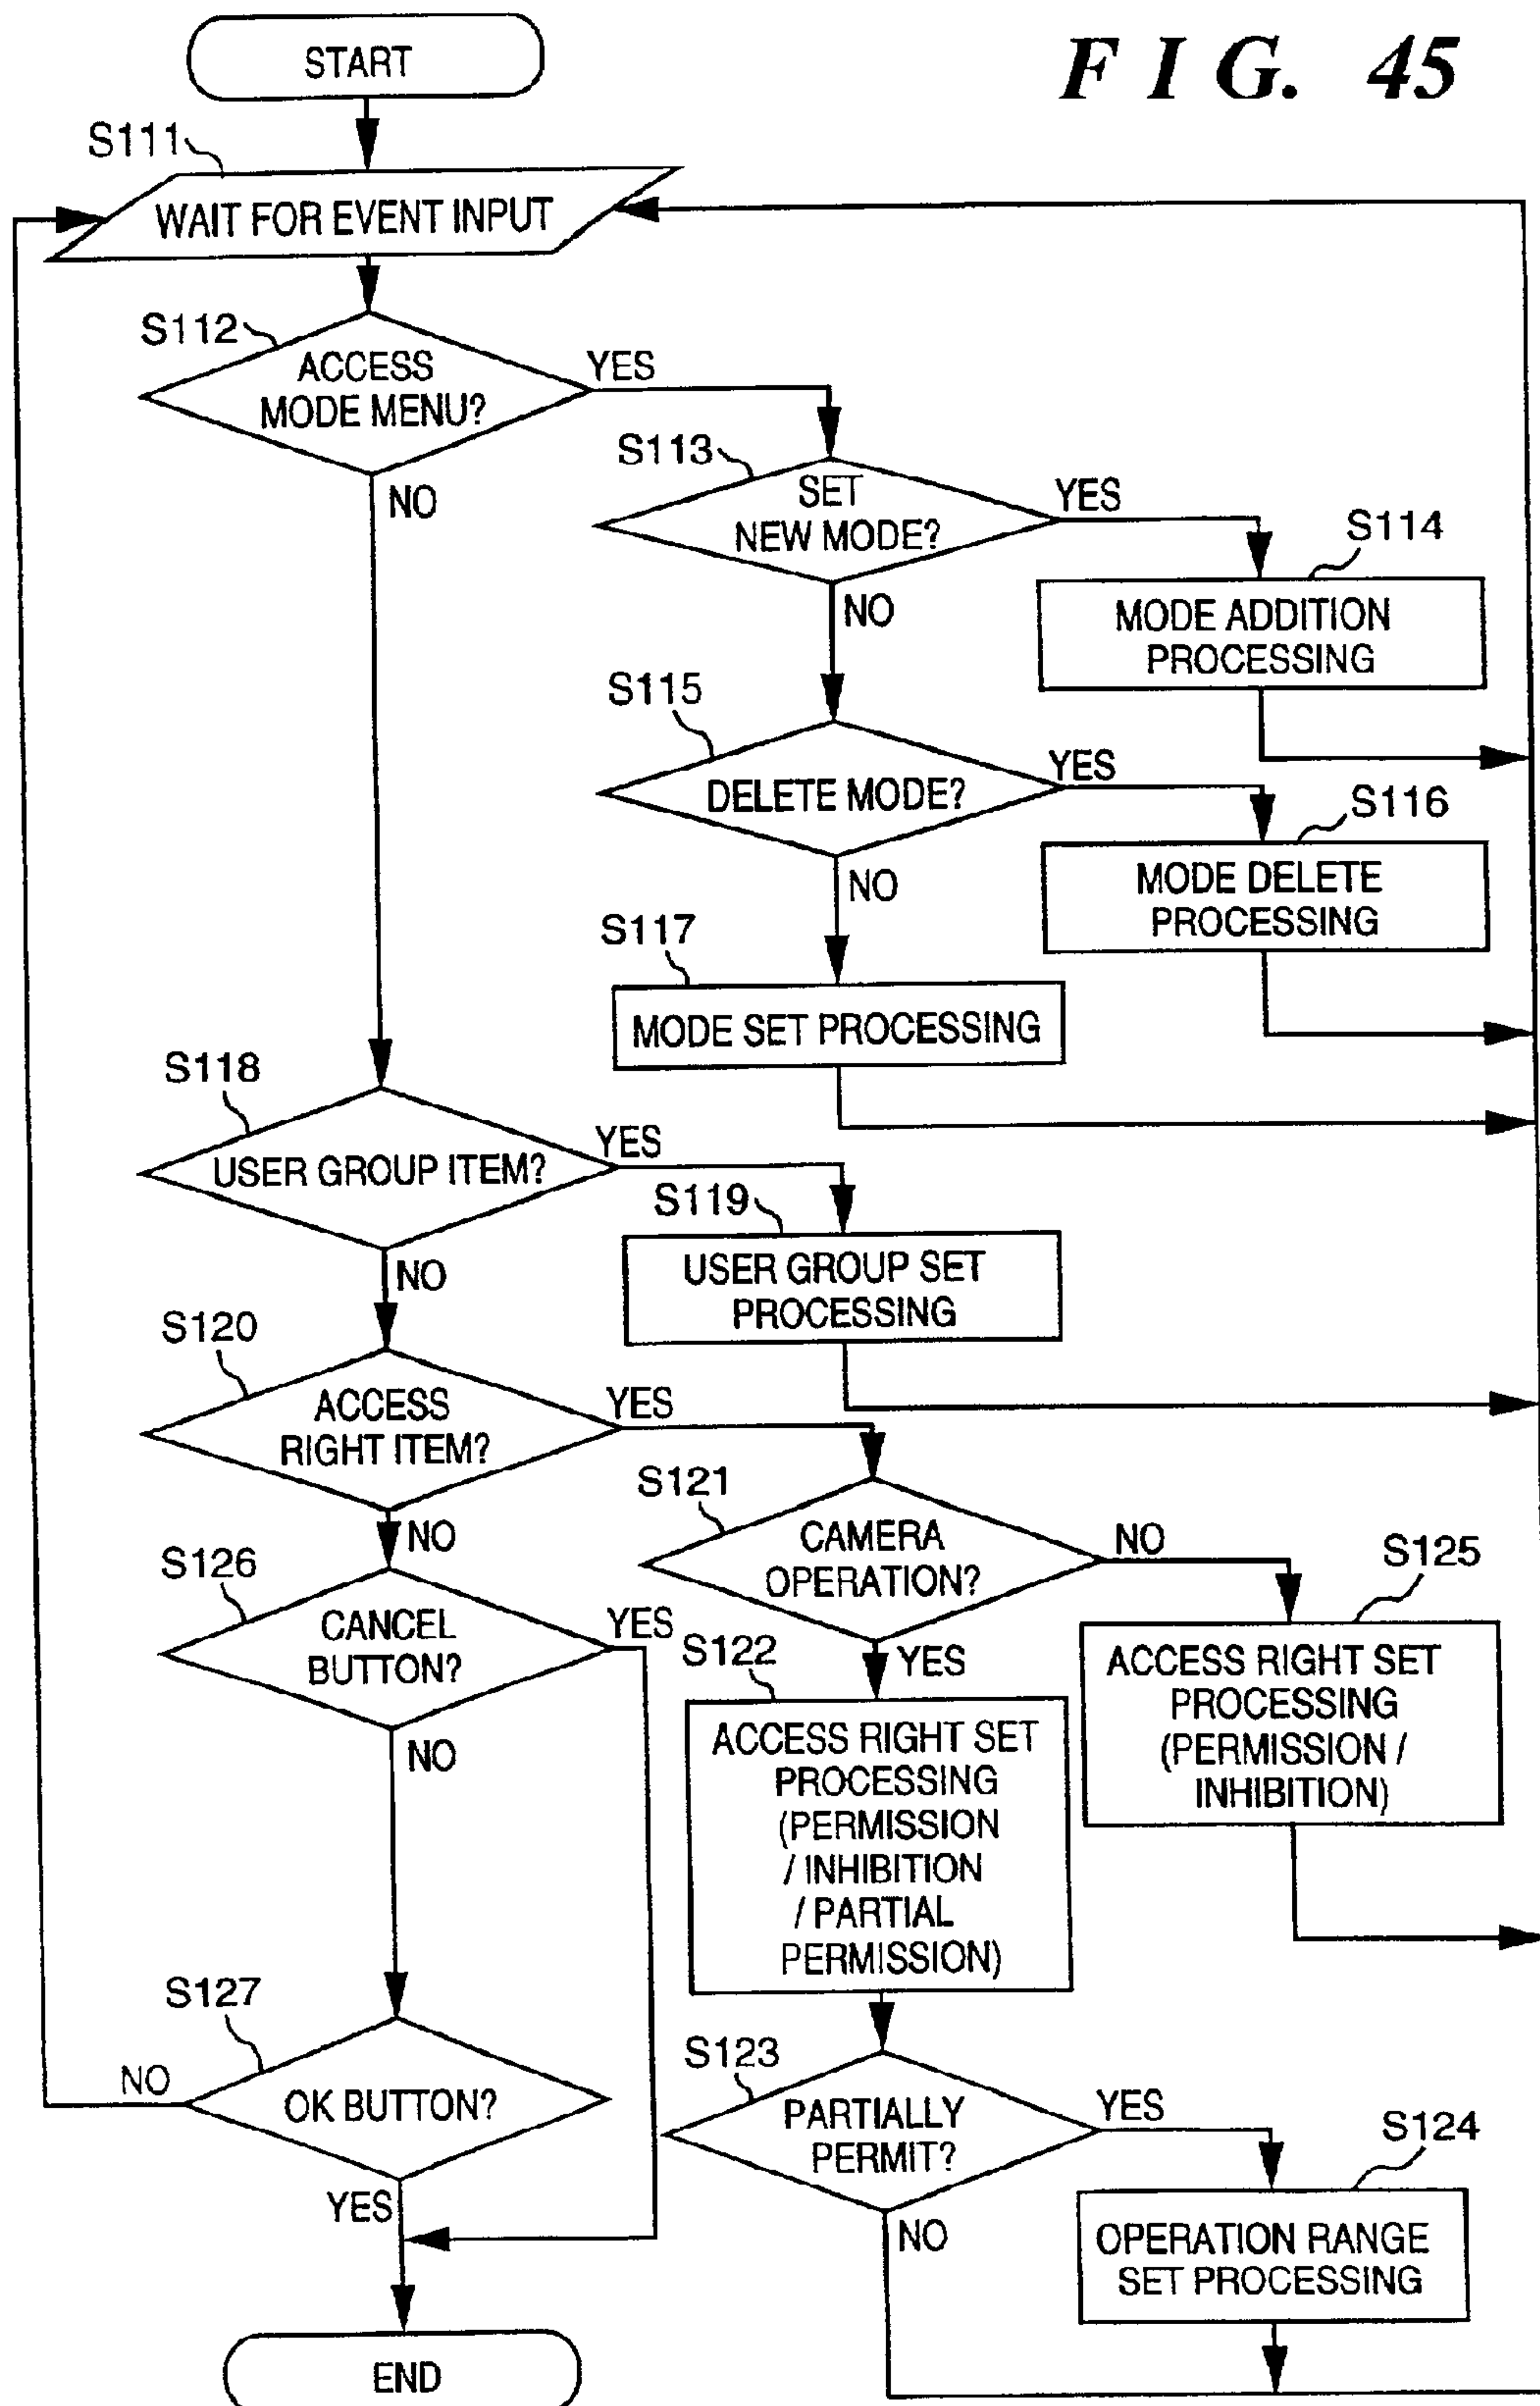 FIG. 45
START
S111
WAIT FOR EVENT INPUT
S112
ACCESS
MODE MENU?
YES
NO
S113
SET
NEW MODE?
YES
NO
S114
MODE ADDITION
PROCESSING
S115
DELETE MODE?
YES
NO
S116
MODE DELETE
PROCESSING
S117
MODE SET PROCESSING
S118
USER GROUP ITEM?
YES
NO
S119
USER GROUP SET
PROCESSING
S120
ACCESS
RIGHT ITEM?
YES
NO
S121
CAMERA
OPERATION?
NO
YES
S125
ACCESS RIGHT SET
PROCESSING
(PERMISSION /
INHIBITION)
S122
ACCESS RIGHT SET
PROCESSING
(PERMISSION
/ INHIBITION
/ PARTIAL
PERMISSION)
S123
PARTIALLY
PERMIT?
YES
NO
S124
OPERATION RANGE
SET PROCESSING
S126
CANCEL
BUTTON?
YES
NO
S127
OK BUTTON?
NO
YES
END